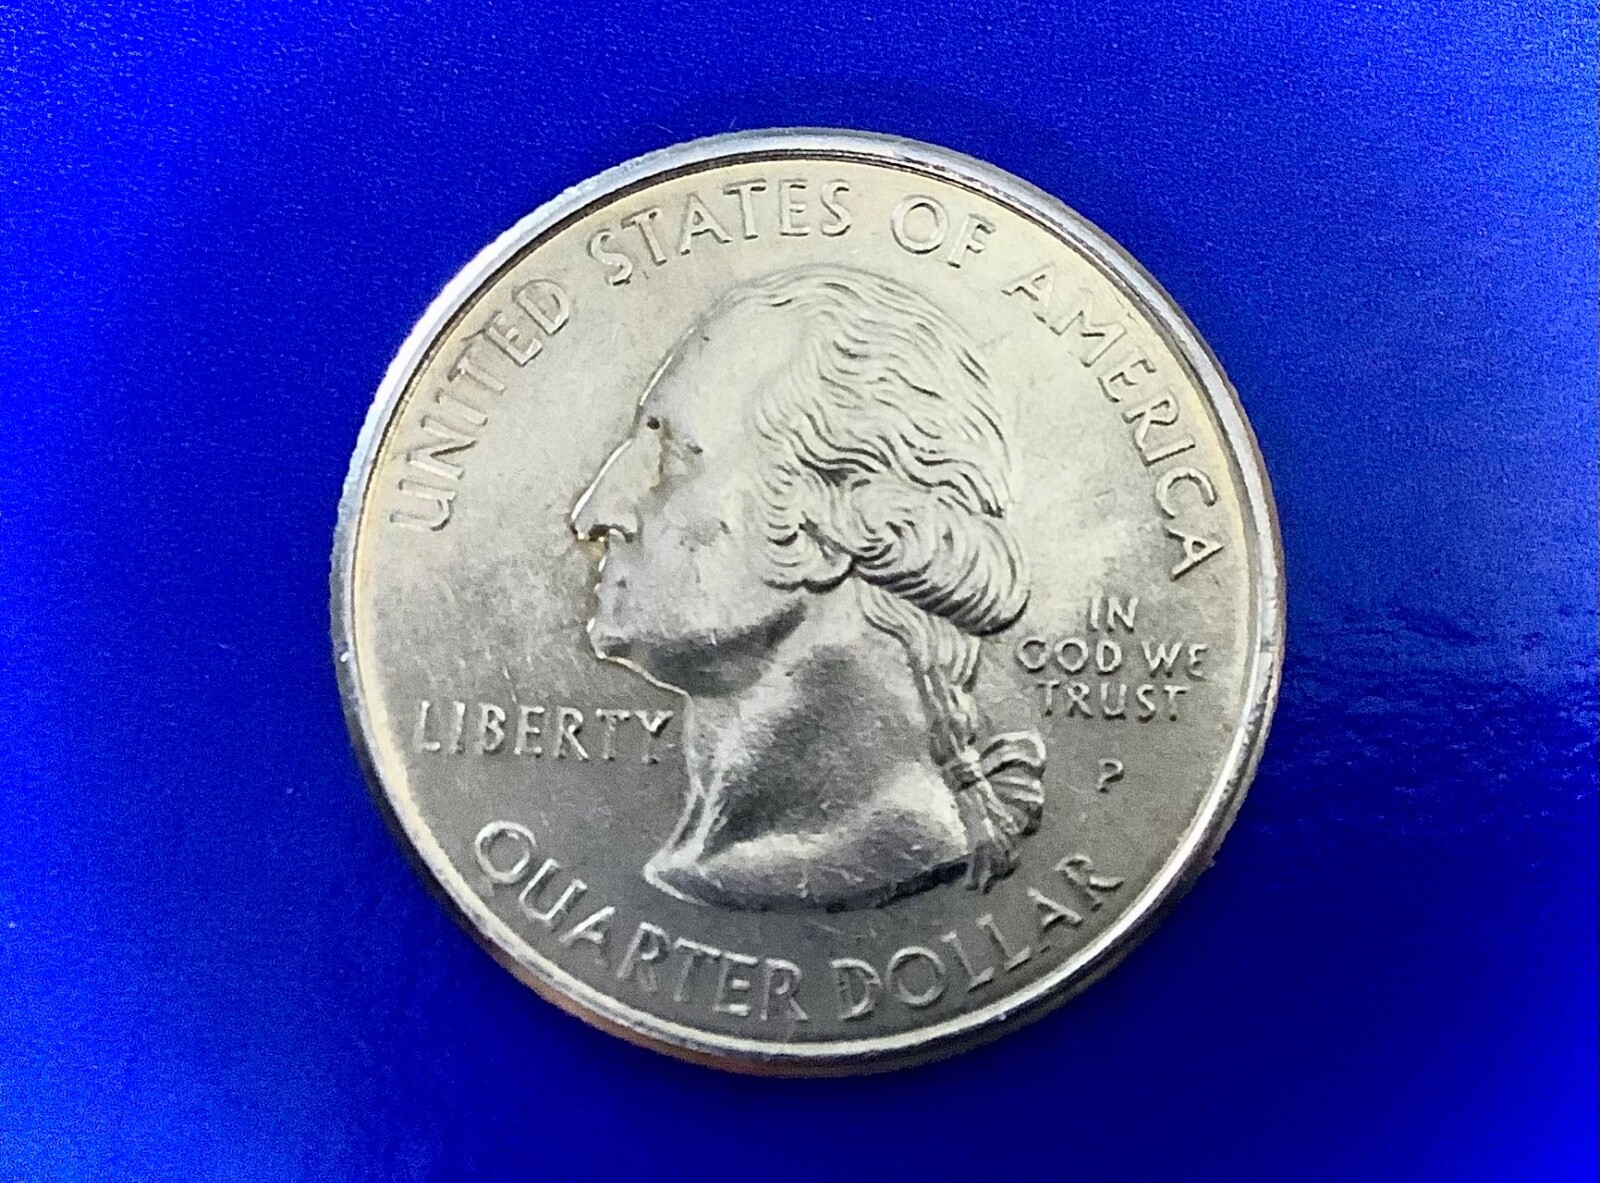 UNITED STATES OF AMERICA
LIBERTY
IN
GOD WE
TRUST
P
QUARTER DOLLAR